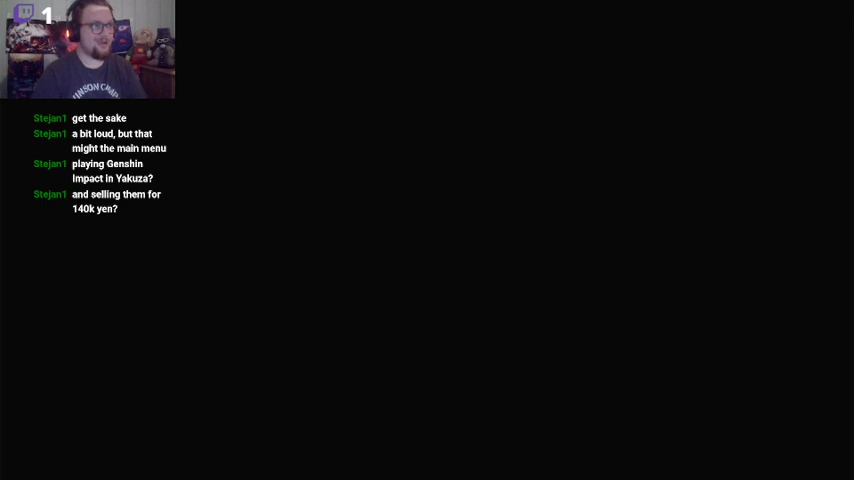 1
Stejan1 get the sake
Stejan1 a bit loud, but that
might the main menu
Stejan1 playing Genshin
Impact in Yakuza?
Stejan1 and selling them for
140k yen?